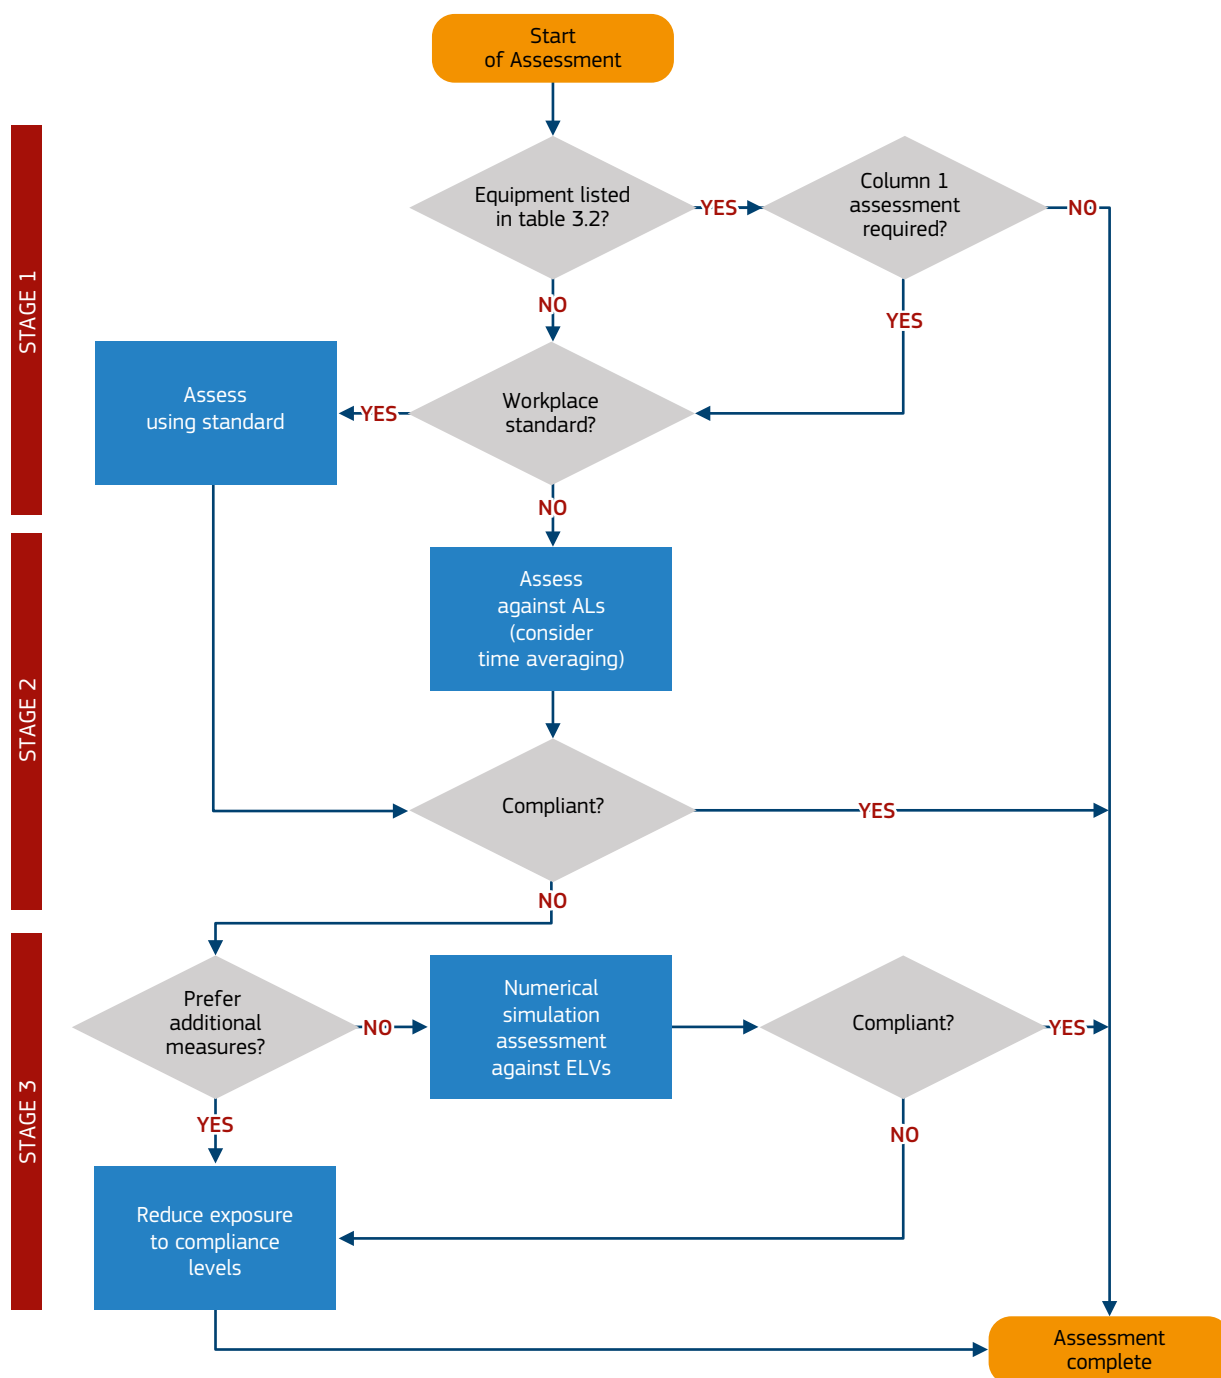 Start
of Assessment
STAGE 1
Equipment listed
in table 3.2?
YES
Column 1
assessment
required?
NO
NO
YES
Assess
using standard
YES
Workplace
standard?
NO
STAGE 2
Assess
against ALs
(consider
time averaging)
Compliant?
YES
NO
STAGE 3
Prefer
additional
measures?
NO
Numerical
simulation
assessment
against ELVs
Compliant?
YES
YES
NO
Reduce exposure
to compliance
levels
Assessment
complete